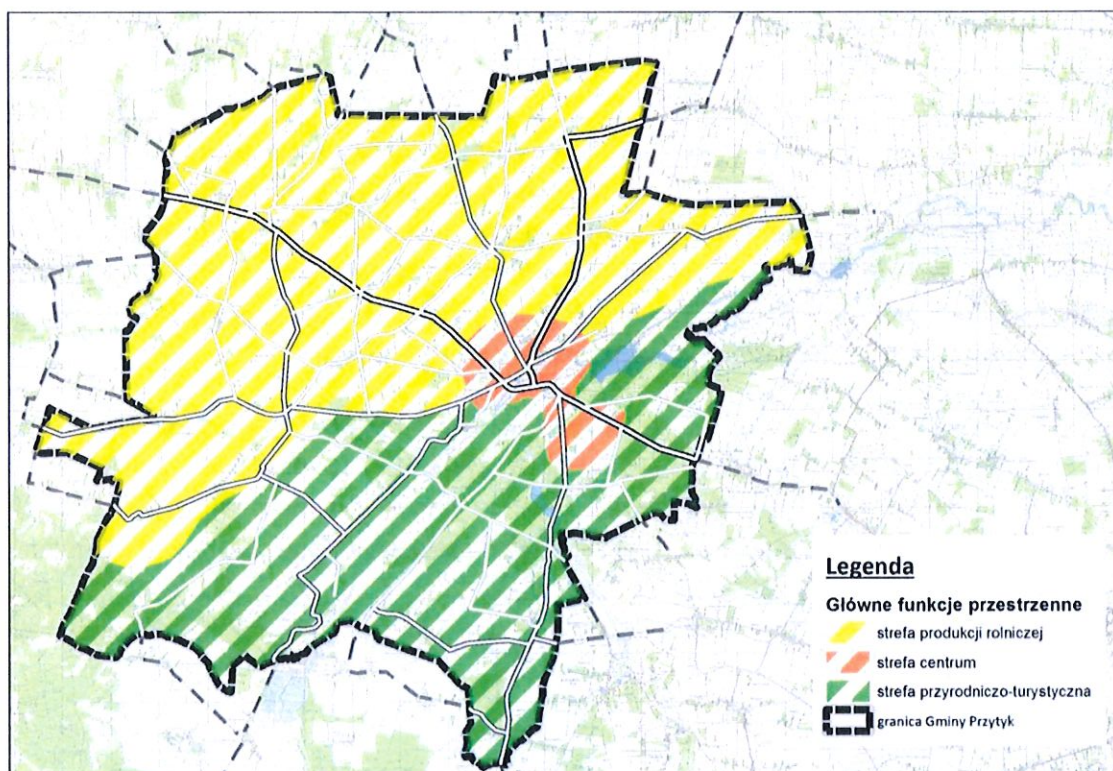 Legenda
Główne funkcje przestrzenne
strefa produkcji rolniczej
strefa centrum
strefa przyrodniczo-turystyczna
granica Gminy Przytyk